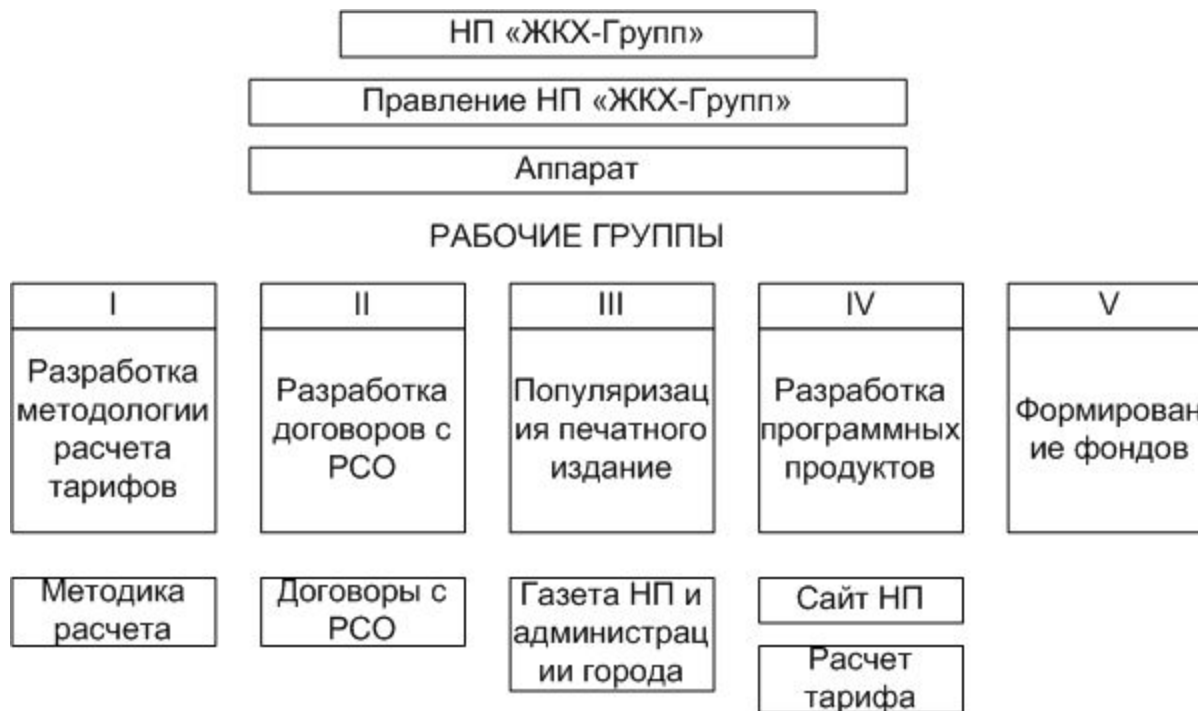 НП «ЖКХ-Групп»
Правление НП «ЖКХ-Групп»
Аппарат
РАБОЧИЕ ГРУППЫ
I
Разработка
методологии
расчета
тарифов
Методика
расчета
II
Разработка
договоров с
РСО
Договоры с
РСО
III
Популяризац
ия печатного
издание
Газета НП и
администрац
ии города
IV
Разработка
программных
продуктов
Сайт НП
Расчет
тарифа
V
Формирован
ие фондов